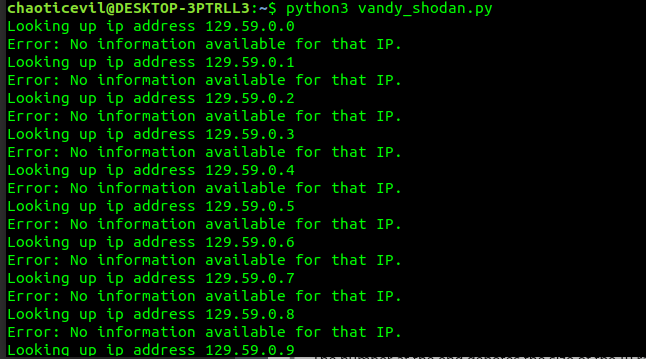 chaoticevil@DESKTOP-3PTRLL3:~$ python3 vandy_shodan.py
Looking up ip address 129.59.0.0
Error: No information available for that IP.
Looking up ip address 129.59.0.1
Error: No information available for that IP.
Looking up ip address 129.59.0.2
Error: No information available for that IP.
Looking up ip address 129.59.0.3
Error: No information available for that IP.
Looking up ip address 129.59.0.4
Error: No information available for that IP.
Looking up ip address 129.59.0.5
Error: No information available for that IP.
Looking up ip address 129.59.0.6
Error: No information available for that IP.
Looking up ip address 129.59.0.7
Error: No information available for that IP.
Looking up ip address 129.59.0.8
Error: No information available for that IP.
Looking up ip address 129.59.0.9